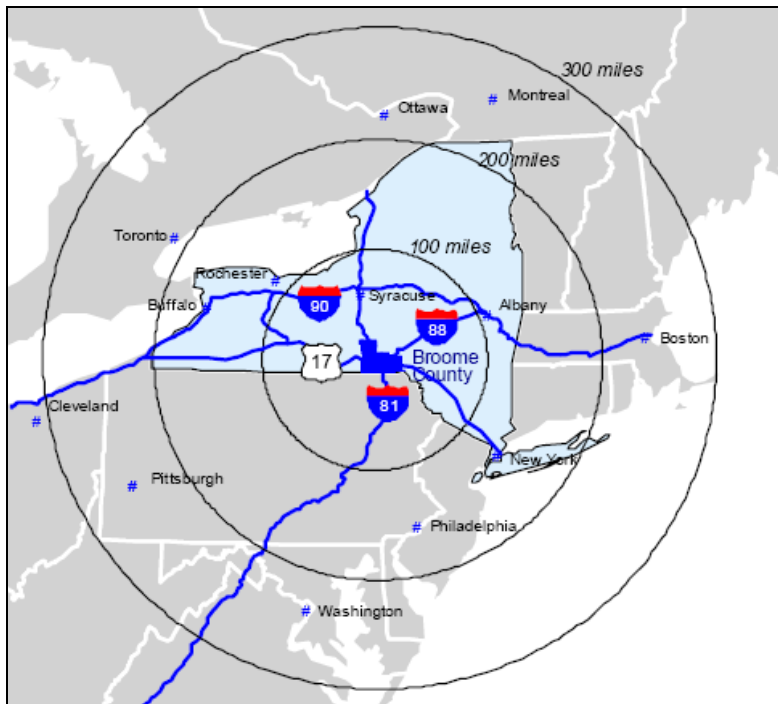 300 miles
# Montreal
# Ottawa
200 miles
Toronto #
100 miles
Rochester #
# Syracuse
Buffalo #
90
88
# Albany
# Boston
17
Broome
County
81
Cleveland
#
# Pittsburgh
# New York
# Philadelphia
# Washington